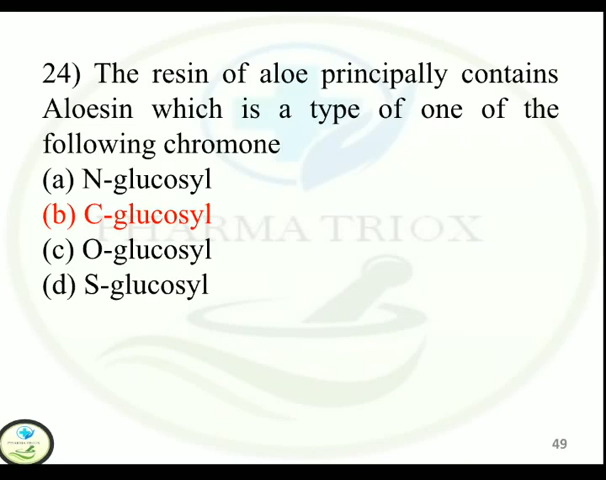 24) The resin of aloe principally contains
Aloesin which is a type of one of the
following chromone
(a) N-glucosyl
(b) C-glucosyl
PHARMA TRIOX
(c) O-glucosyl
(d) S-glucosyl
49